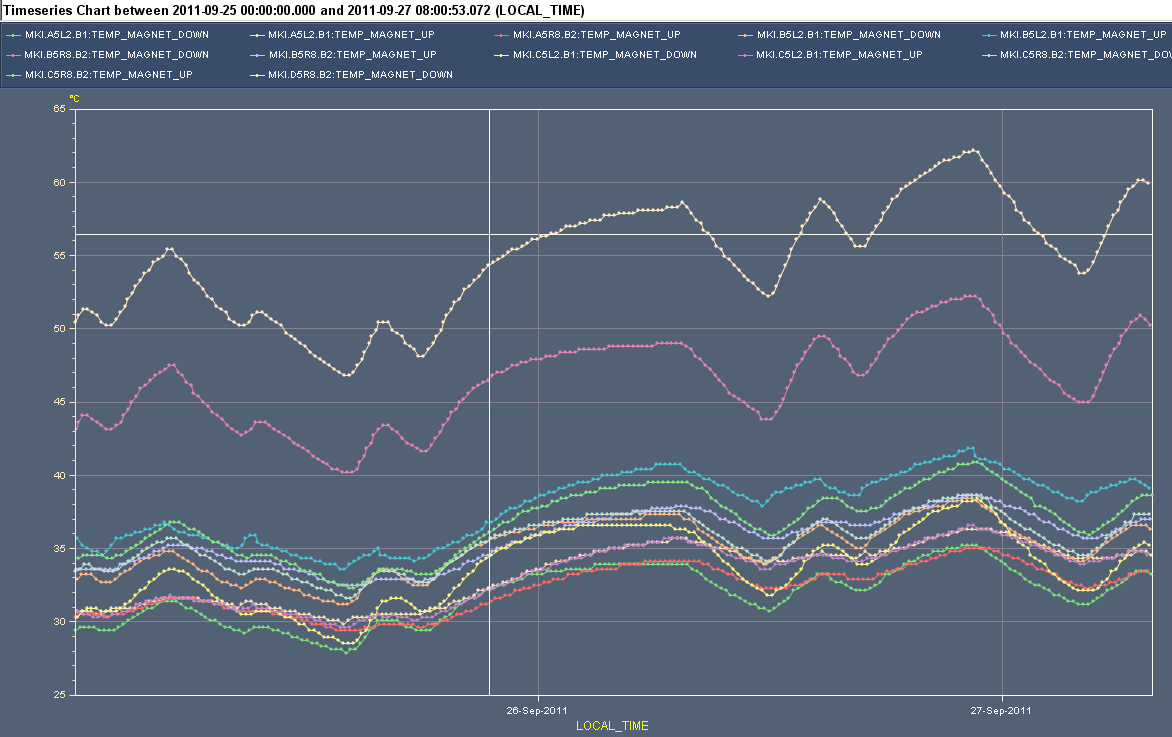 Timeseries Chart between 2011-09-25 00:00:00.000 and 2011-09-27 08:00:53.072 (LOCAL_TIME)
MKI.A5L2.B1:TEMP_MAGNET_DOWN MKI.A5L2.B1:TEMP_MAGNET_UP MKI.A5R8.B2:TEMP_MAGNET_UP MKI.B5L2.B1:TEMP_MAGNET_DOWN MKI.B5L2.B1:TEMP_MAGNET_UP
MKI.B5R8.B2:TEMP_MAGNET_DOWN MKI.B5R8.B2:TEMP_MAGNET_UP MKI.C5L2.B1:TEMP_MAGNET_DOWN MKI.C5L2.B1:TEMP_MAGNET_UP MKI.C5R8.B2:TEMP_MAGNET_DO
MKI.C5R8.B2:TEMP_MAGNET_UP MKI.D5R8.B2:TEMP_MAGNET_DOWN
°C
65
60
55
50
45
40
35
30
25
26-Sep-2011 27-Sep-2011
LOCAL_TIME